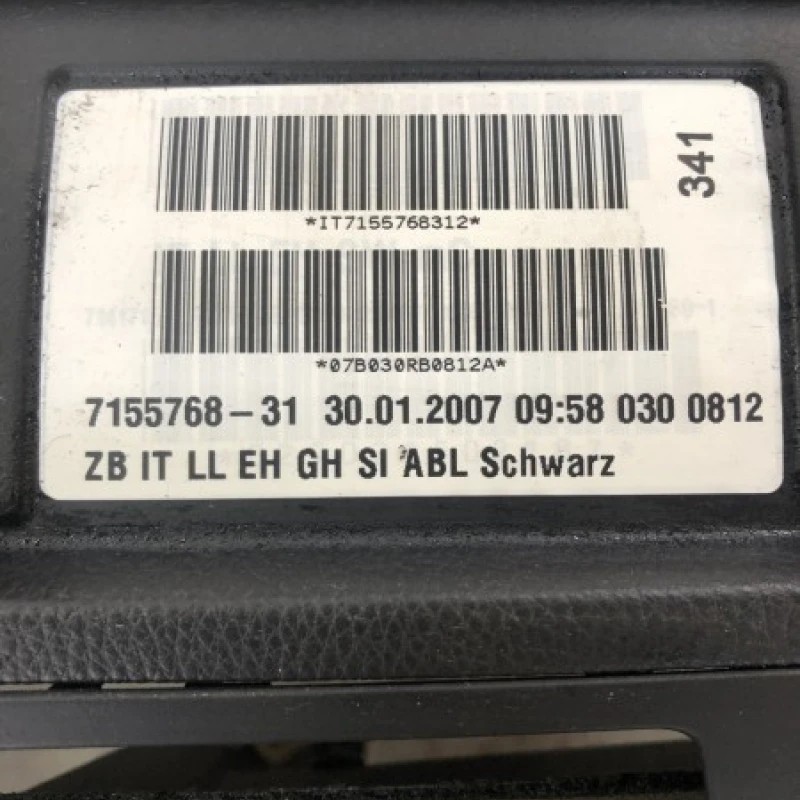 341
*IT7155768312*
*07B030RB0812A*
7155768-31 30.01.2007 09:58 030 0812
ZB IT LL EH GH SI ABL Schwarz